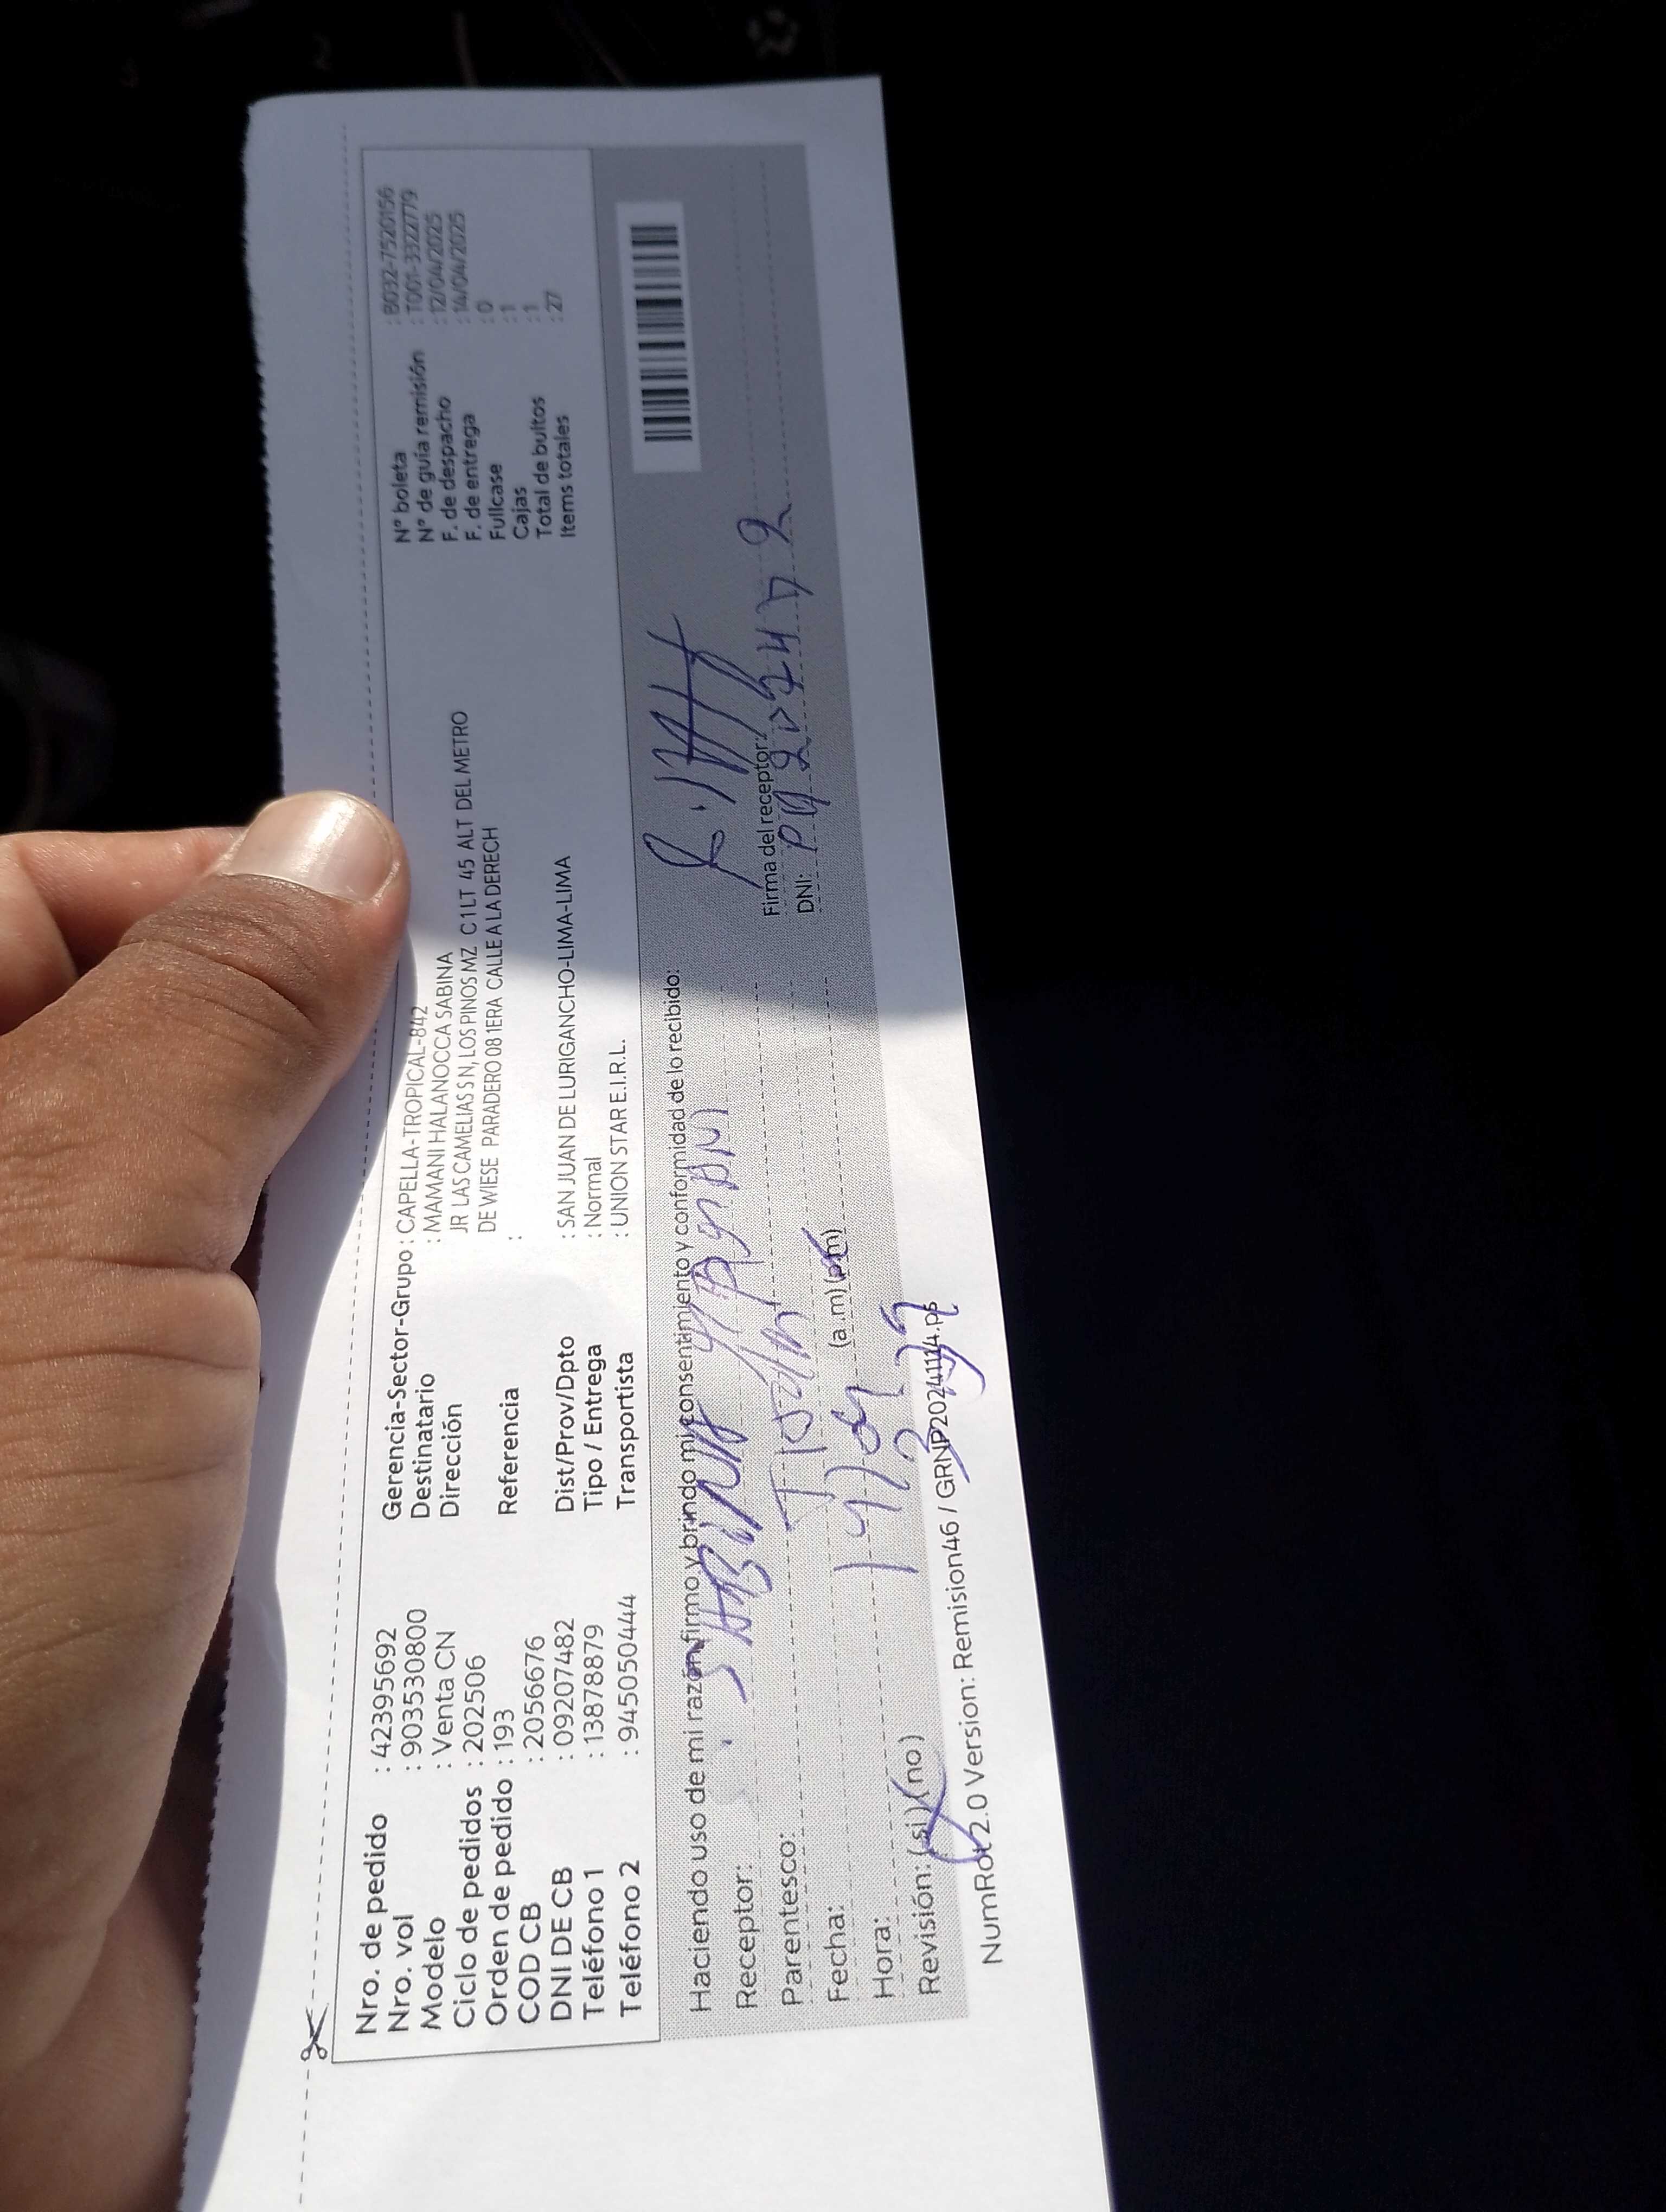 Nro. de pedido : 42395692
Nro. vol : 903530800
Modelo : Venta CN
Ciclo de pedidos : 202506
Orden de pedido : 193
COD CB : 2056676
DNI DE CB : 09207482
Teléfono 1 : 13878879
Teléfono 2 : 945050444
Gerencia-Sector-Grupo : CAPELLA-TROPICAL-842
Destinatario : MAMANI HALANOCCA SABINA
Dirección JR LAS CAMELIAS S N, LOS PINOS MZ C1 LT 45 ALT DEL METRO
DE WIESE PARADERO 08 1ERA CALLE A LA DERECH
Referencia :
Dist/Prov/Dpto : SAN JUAN DE LURIGANCHO-LIMA-LIMA
Tipo / Entrega : Normal
Transportista : UNION STAR E.I.R.L.
N° boleta : B032-7520156
N° de guía remisión : T001-3322779
F. de despacho : 12/04/2025
F. de entrega : 14/04/2025
Fullcase : 0
Cajas : 1
Total de bultos : 1
Items totales : 27
Haciendo uso de mi razón firmo y brindo mi consentimiento y conformidad de lo recibido:
Receptor: SABINA MAMANI
Parentesco:
Fecha:
Hora: (a.m) (p.m)
Revisión: (si) (no)
Firma del receptor:
DNI:
NumRot 2.0 Version: Remision46 / GRNP20241114.ps